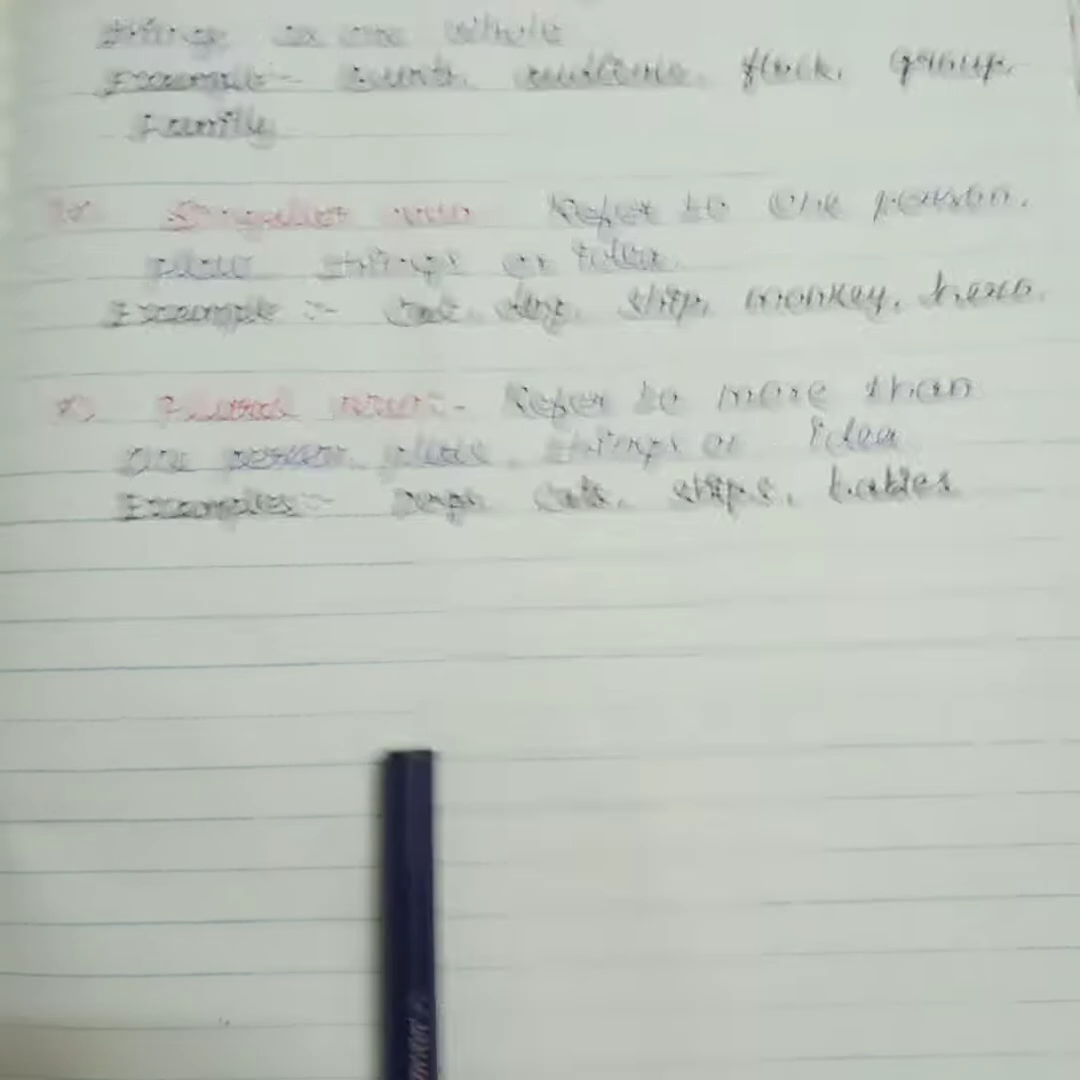 things as one whole
Example:- audience, flock, group,
family
Singular noun Refer to one person,
place things or idea.
Example :- Cat, dog, ship, monkey, hero.
Plural noun:- Refer to more than
one person, place, things or idea
Examples :- Dogs, Cats, ships, babies